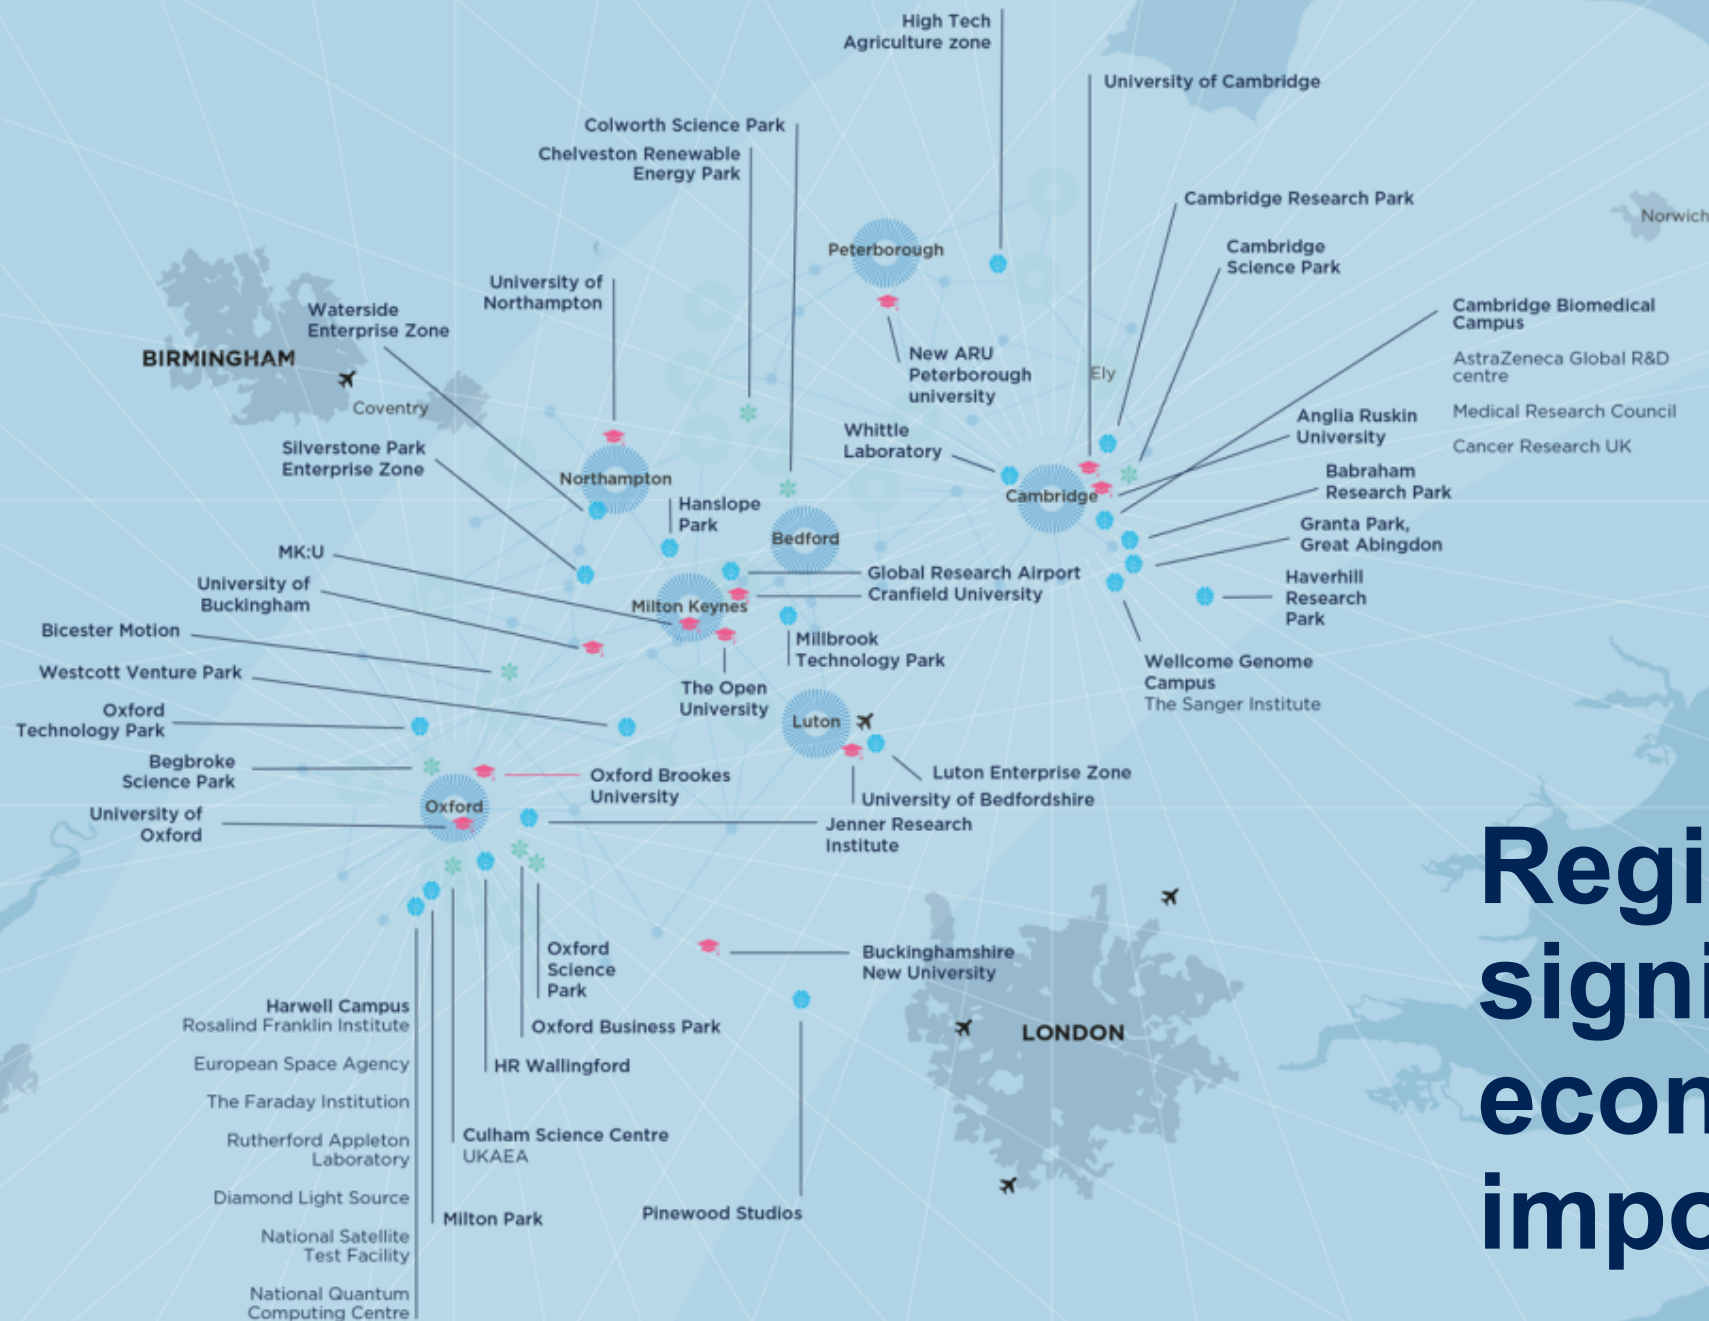 High Tech
Agriculture zone
University of Cambridge
Colworth Science Park
Chelveston Renewable
Energy Park
Cambridge Research Park
Norwich
Peterborough
Cambridge
Science Park
University of
Northampton
Waterside
Enterprise Zone
Cambridge Biomedical
Campus
AstraZeneca Global R&D
centre
Medical Research Council
Cancer Research UK
BIRMINGHAM
Coventry
New ARU
Peterborough
university
Ely
Whittle
Laboratory
Anglia Ruskin
University
Silverstone Park
Enterprise Zone
Northampton
Cambridge
Babraham
Research Park
Hanslope
Park
Bedford
Granta Park,
Great Abingdon
MK:U
University of
Buckingham
Global Research Airport
Cranfield University
Milton Keynes
Haverhill
Research
Park
Bicester Motion
Millbrook
Technology Park
Westcott Venture Park
Wellcome Genome
Campus
The Sanger Institute
The Open
University
Oxford
Technology Park
Luton
Begbroke
Science Park
Oxford Brookes
University
Luton Enterprise Zone
University of Bedfordshire
Oxford
University of
Oxford
Jenner Research
Institute
Regi
signi
econ
impo
Oxford
Science
Park
Buckinghamshire
New University
Harwell Campus
Rosalind Franklin Institute
European Space Agency
The Faraday Institution
Rutherford Appleton
Laboratory
Diamond Light Source
National Satellite
Test Facility
National Quantum
Computing Centre
Oxford Business Park
HR Wallingford
LONDON
Culham Science Centre
UKAEA
Milton Park
Pinewood Studios